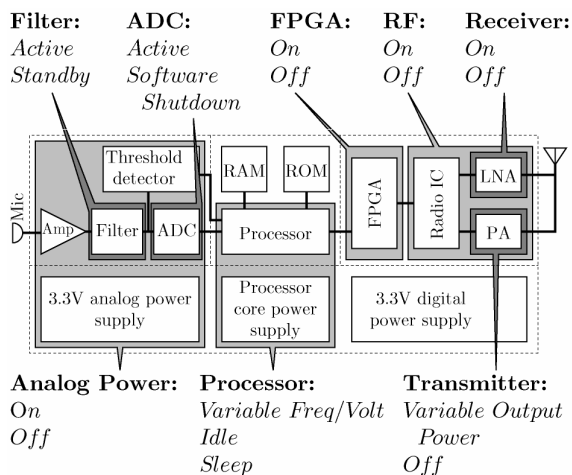 Filter:
Active
Standby
ADC:
Active
Software
Shutdown
FPGA:
On
Off
RF:
On
Off
Receiver:
On
Off
Threshold
detector
RAM
ROM
FPGA
Radio IC
LNA
Mic
Amp
Filter
ADC
Processor
PA
3.3V analog power
supply
Processor
core power
supply
3.3V digital
power supply
Analog Power:
On
Off
Processor:
Variable Freq/Volt
Idle
Sleep
Transmitter:
Variable Output
Power
Off